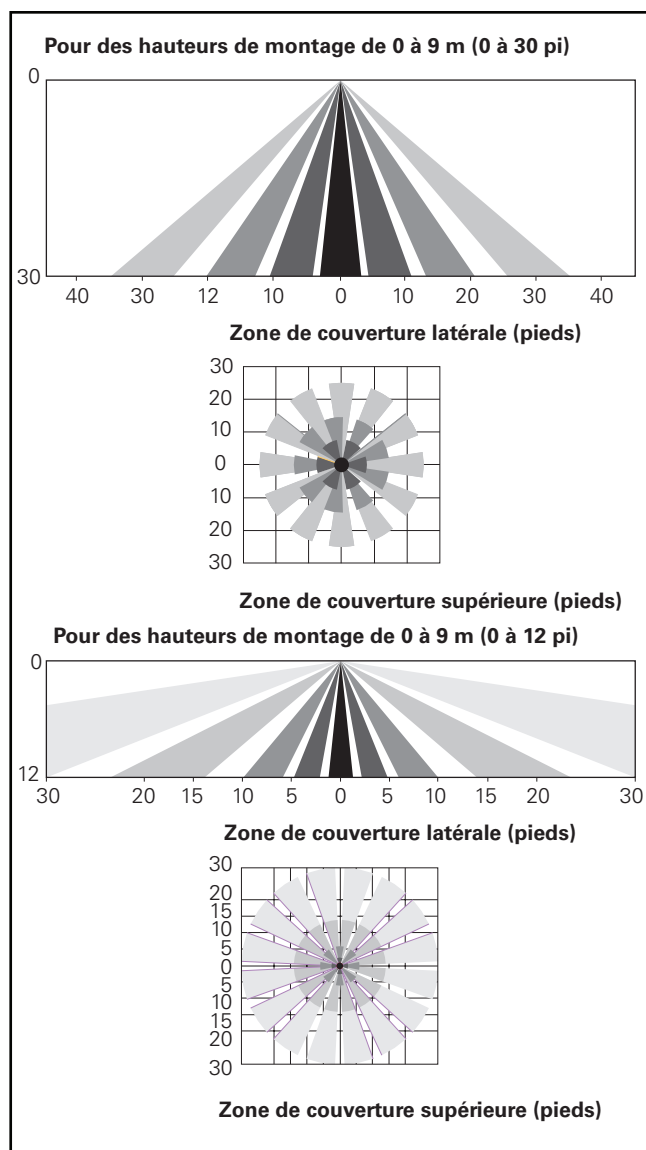 Pour des hauteurs de montage de 0 à 9 m (0 à 30 pi)
0
30
40 30 12 10 0 10 20 30 40
Zone de couverture latérale (pieds)
30
20
10
0
10
20
30
Zone de couverture supérieure (pieds)
Pour des hauteurs de montage de 0 à 9 m (0 à 12 pi)
0
12
30 20 15 10 5 0 5 10 15 20 30
Zone de couverture latérale (pieds)
30
20
15
10
5
0
5
10
15
20
30
Zone de couverture supérieure (pieds)